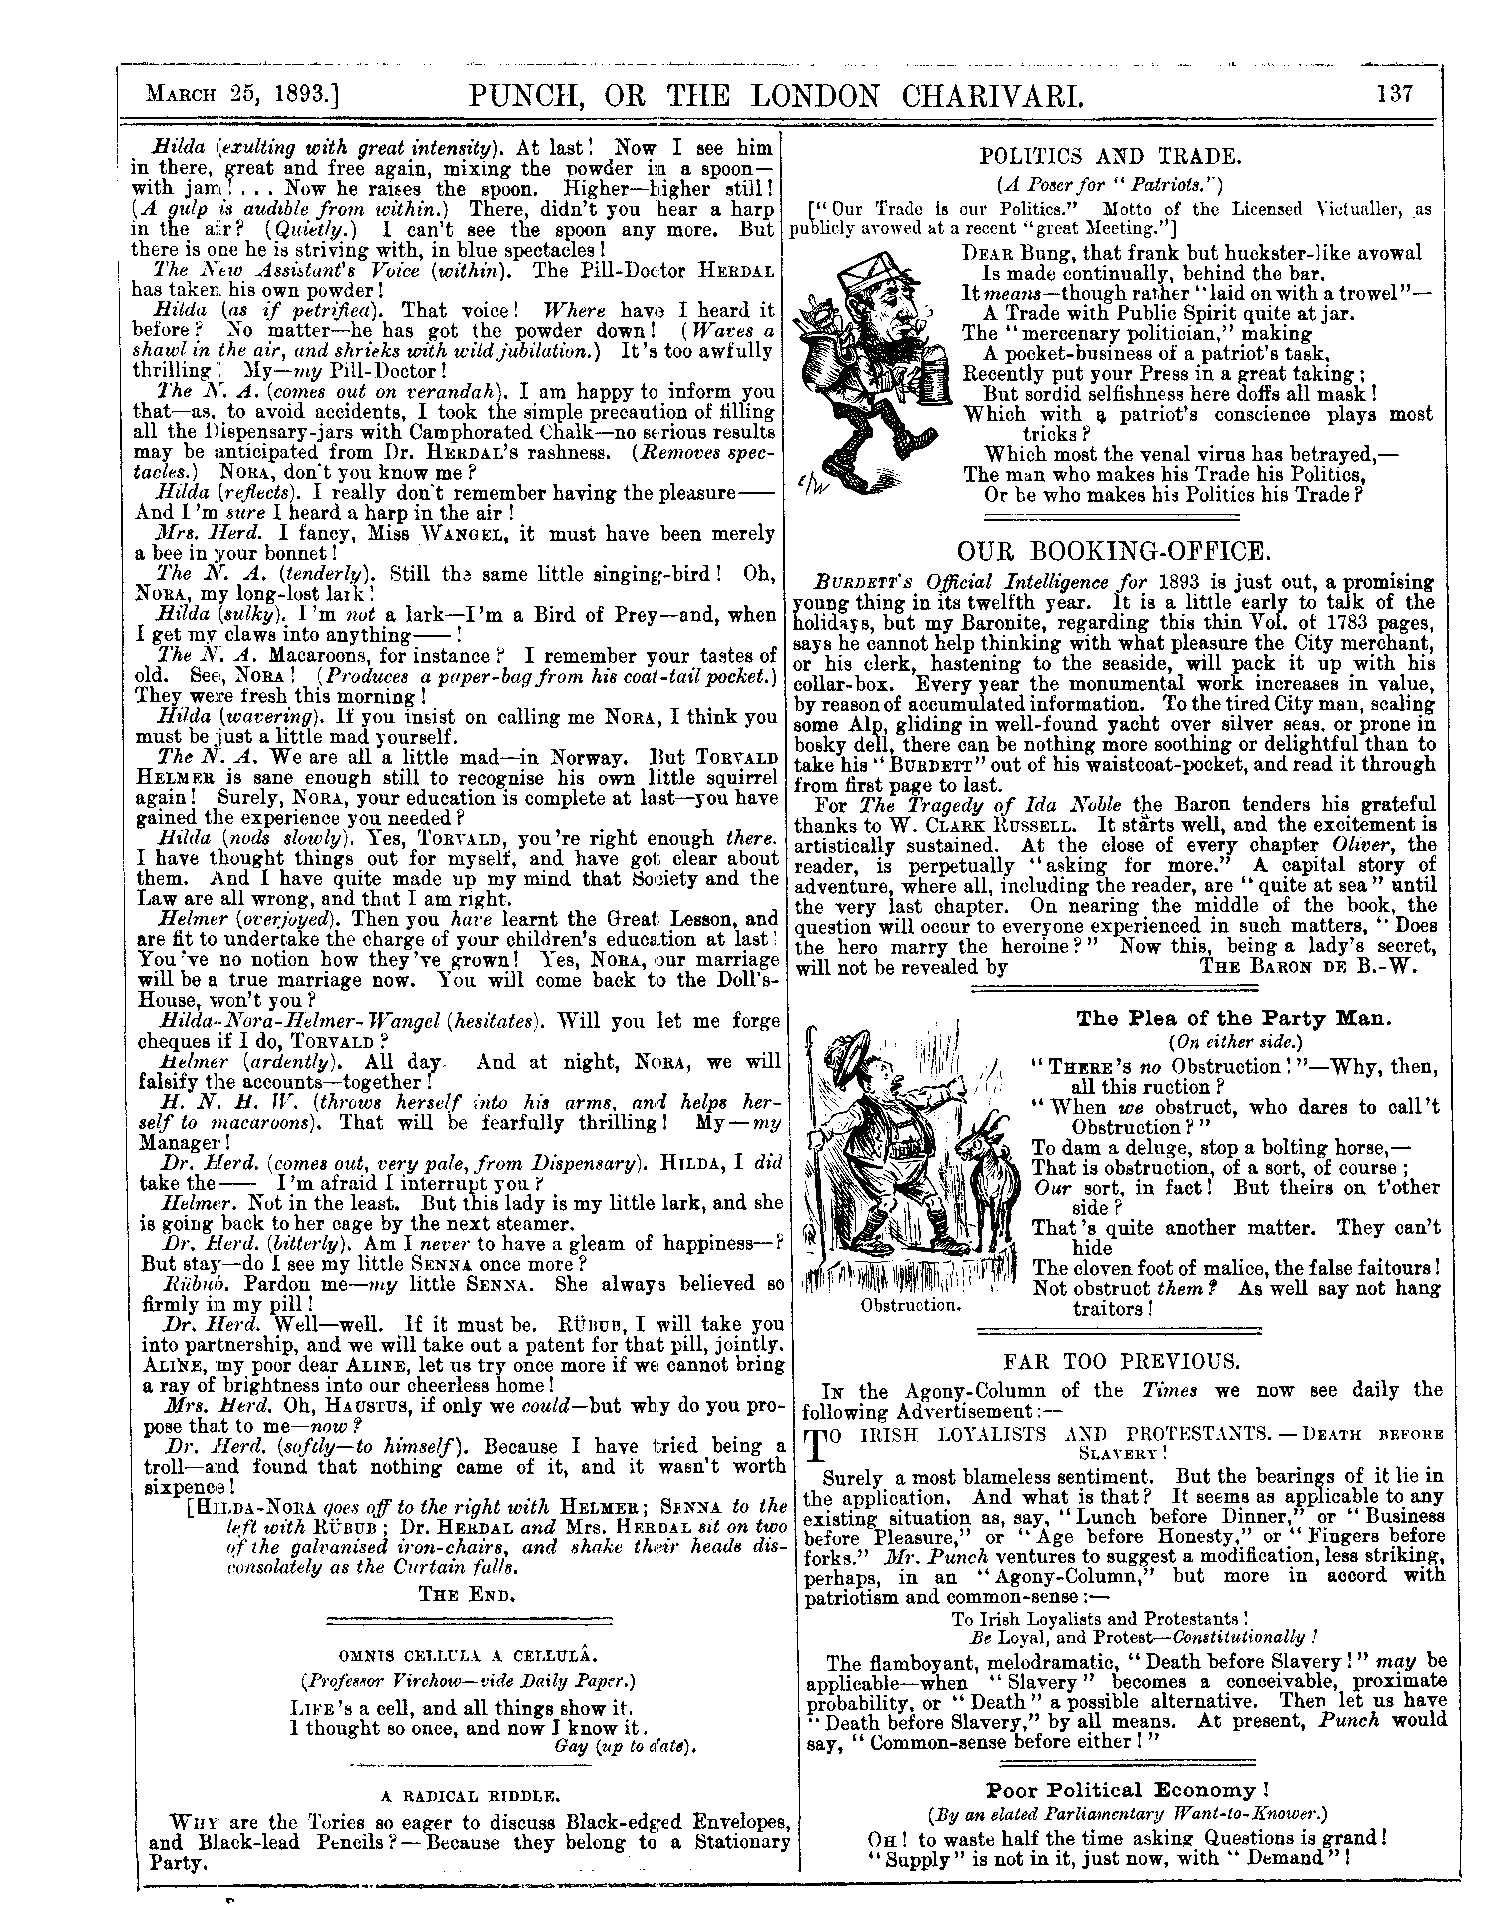 MARCH 25, 1893.]
PUNCH, OR THE LONDON CHARIVARI.
137
Hilda (exulting with great intensity). At last! Now I see him
in there, great and free again, mixing the powder in a spoon—
with jam! . . . Now he raises the spoon. Higher—higher still!
(A gulp is audible from within.) There, didn't you hear a harp
in the air? (Quietly.) I can't see the spoon any more. But
there is one he is striving with, in blue spectacles!
The New Assistant's Voice (within). The Pill-Doctor HERDAL
has taken his own powder!
Hilda (as if petrified). That voice! Where have I heard it
before? No matter—he has got the powder down! (Waves a
shawl in the air, and shrieks with wild jubilation.) It's too awfully
thrilling! My—my Pill-Doctor!
The N. A. (comes out on verandah). I am happy to inform you
that—as, to avoid accidents, I took the simple precaution of filling
all the Dispensary-jars with Camphorated Chalk—no serious results
may be anticipated from Dr. HERDAL's rashness. (Removes spec-
tacles.) NORA, don't you know me?
Hilda (reflects). I really don't remember having the pleasure——
And I'm sure I heard a harp in the air!
Mrs. Herd. I fancy, Miss WANGEL, it must have been merely
a bee in your bonnet!
The N. A. (tenderly). Still the same little singing-bird! Oh,
NORA, my long-lost lark!
Hilda (sulky). I'm not a lark—I'm a Bird of Prey—and, when
I get my claws into anything——!
The N. A. Macaroons, for instance? I remember your tastes of
old. See, NORA! (Produces a paper-bag from his coat-tail pocket.)
They were fresh this morning!
Hilda (wavering). If you insist on calling me NORA, I think you
must be just a little mad yourself.
The N. A. We are all a little mad—in Norway. But TORVALD
HELMER is sane enough still to recognise his own little squirrel
again! Surely, NORA, your education is complete at last—you have
gained the experience you needed?
Hilda (nods slowly). Yes, TORVALD, you're right enough there.
I have thought things out for myself, and have got clear about
them. And I have quite made up my mind that Society and the
Law are all wrong, and that I am right.
Helmer (overjoyed). Then you have learnt the Great Lesson, and
are fit to undertake the charge of your children's education at last!
You've no notion how they've grown! Yes, NORA, our marriage
will be a true marriage now. You will come back to the Doll's-
House, won't you?
Hilda-Nora-Helmer-Wangel (hesitates). Will you let me forge
cheques if I do, TORVALD?
Helmer (ardently). All day. And at night, NORA, we will
falsify the accounts—together!
H. N. H. W. (throws herself into his arms, and helps her-
self to macaroons). That will be fearfully thrilling! My—my
Manager!
Dr. Herd. (comes out, very pale, from Dispensary). HILDA, I did
take the—— I'm afraid I interrupt you?
Helmer. Not in the least. But this lady is my little lark, and she
is going back to her cage by the next steamer.
Dr. Herd. (bitterly). Am I never to have a gleam of happiness—?
But stay—do I see my little SENNA once more?
Rübub. Pardon me—my little SENNA. She always believed so
firmly in my pill!
Dr. Herd. Well—well. If it must be. RÜBUB, I will take you
into partnership, and we will take out a patent for that pill, jointly.
ALINE, my poor dear ALINE, let us try once more if we cannot bring
a ray of brightness into our cheerless home!
Mrs. Herd. Oh, HAUSTUS, if only we could—but why do you pro-
pose that to me—now?
Dr. Herd. (softly—to himself). Because I have tried being a
troll—and found that nothing came of it, and it wasn't worth
sixpence!
[HILDA-NORA goes off to the right with HELMER; SENNA to the
left with RÜBUB; Dr. HERDAL and Mrs. HERDAL sit on two
of the galvanised iron-chairs, and shake their heads dis-
consolately as the Curtain falls.
THE END.
OMNIS CELLULA A CELLULÂ.
(Professor Virchow—vide Daily Paper.)
LIFE's a cell, and all things show it.
I thought so once, and now I know it.
Gay (up to date).
A RADICAL RIDDLE.
WHY are the Tories so eager to discuss Black-edged Envelopes,
and Black-lead Pencils?—Because they belong to a Stationary
Party.
POLITICS AND TRADE.
(A Poser for "Patriots.")
["Our Trade is our Politics." Motto of the Licensed Victualler, as
publicly avowed at a recent "great Meeting."]
DEAR Bung, that frank but huckster-like avowal
Is made continually, behind the bar.
It means—though rather "laid on with a trowel"—
A Trade with Public Spirit quite at jar.
The "mercenary politician," making
A pocket-business of a patriot's task,
Recently put your Press in a great taking;
But sordid selfishness here doffs all mask!
Which with a patriot's conscience plays most
tricks?
Which most the venal virus has betrayed,—
The man who makes his Trade his Politics,
Or he who makes his Politics his Trade?
OUR BOOKING-OFFICE.
BURDETT'S Official Intelligence for 1893 is just out, a promising
young thing in its twelfth year. It is a little early to talk of the
holidays, but my Baronite, regarding this thin Vol. of 1783 pages,
says he cannot help thinking with what pleasure the City merchant,
or his clerk, hastening to the seaside, will pack it up with his
collar-box. Every year the monumental work increases in value,
by reason of accumulated information. To the tired City man, scaling
some Alp, gliding in well-found yacht over silver seas, or prone in
bosky dell, there can be nothing more soothing or delightful than to
take his "BURDETT" out of his waistcoat-pocket, and read it through
from first page to last.
For The Tragedy of Ida Noble the Baron tenders his grateful
thanks to W. CLARK RUSSELL. It starts well, and the excitement is
artistically sustained. At the close of every chapter Oliver, the
reader, is perpetually "asking for more." A capital story of
adventure, where all, including the reader, are "quite at sea" until
the very last chapter. On nearing the middle of the book, the
question will occur to everyone experienced in such matters, "Does
the hero marry the heroine?" Now this, being a lady's secret,
will not be revealed by THE BARON DE B.-W.
The Plea of the Party Man.
(On either side.)
"THERE's no Obstruction!"—Why, then,
all this ruction?
"When we obstruct, who dares to call't
Obstruction?"
To dam a deluge, stop a bolting horse,—
That is obstruction, of a sort, of course;
Our sort, in fact! But theirs on t'other
side?
That's quite another matter. They can't
hide
The cloven foot of malice, the false faitours!
Not obstruct them? As well say not hang
traitors!
Obstruction.
FAR TOO PREVIOUS.
IN the Agony-Column of the Times we now see daily the
following Advertisement:—
TO IRISH LOYALISTS AND PROTESTANTS.—DEATH BEFORE
SLAVERY!
Surely a most blameless sentiment. But the bearings of it lie in
the application. And what is that? It seems as applicable to any
existing situation as, say, "Lunch before Dinner," or "Business
before Pleasure," or "Age before Honesty," or "Fingers before
forks." Mr. Punch ventures to suggest a modification, less striking,
perhaps, in an "Agony-Column," but more in accord with
patriotism and common-sense:—
To Irish Loyalists and Protestants!
Be Loyal, and Protest—Constitutionally!
The flamboyant, melodramatic, "Death before Slavery!" may be
applicable—when "Slavery" becomes a conceivable, proximate
probability, or "Death" a possible alternative. Then let us have
"Death before Slavery," by all means. At present, Punch would
say, "Common-sense before either!"
Poor Political Economy!
(By an elated Parliamentary Want-to-Knower.)
OH! to waste half the time asking Questions is grand!
"Supply" is not in it, just now, with "Demand"!